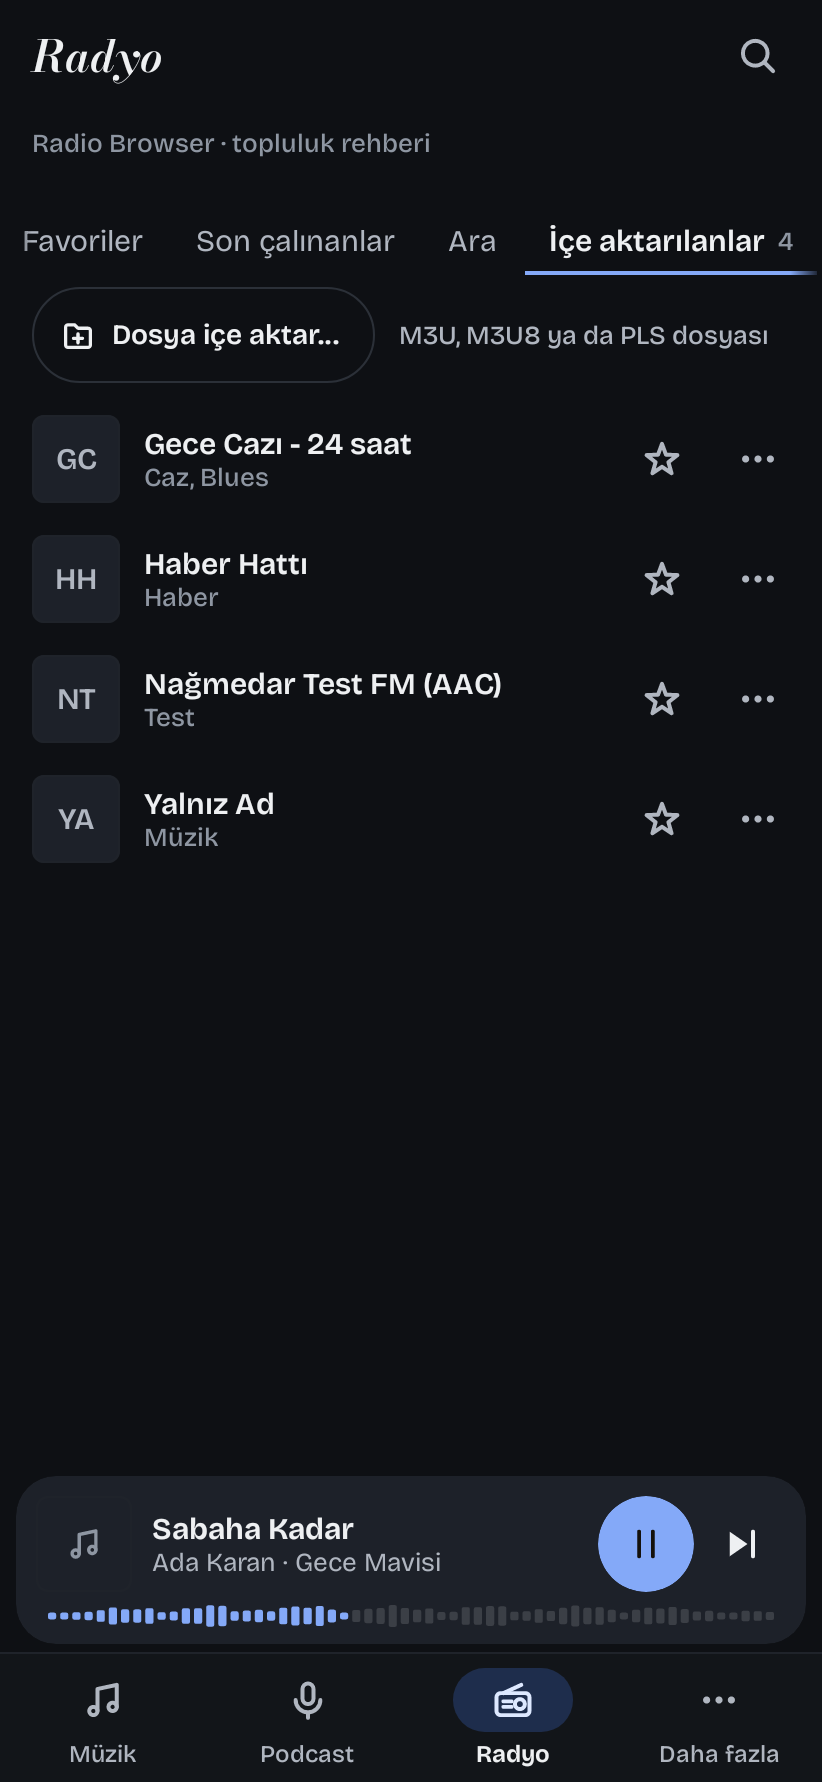 Radyo
Radio Browser · topluluk rehberi
Favoriler Son çalınanlar Ara İçe aktarılanlar 4
Dosya içe aktar... M3U, M3U8 ya da PLS dosyası
GC Gece Cazı - 24 saat
Caz, Blues
HH Haber Hattı
Haber
NT Nağmedar Test FM (AAC)
Test
YA Yalnız Ad
Müzik
Sabaha Kadar
Ada Karan · Gece Mavisi
Müzik Podcast Radyo Daha fazla